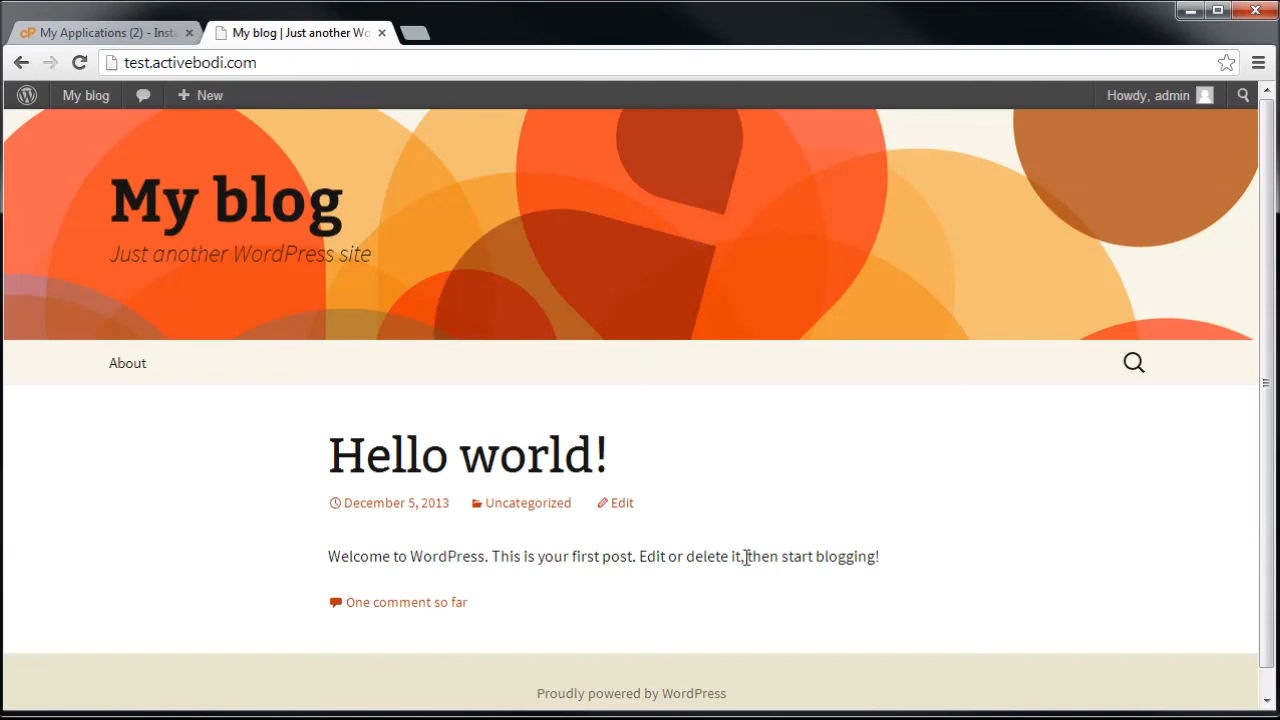 My Applications (2) - Insta
My blog | Just another Wo
test.activebodi.com
My blog
New
Howdy, admin
My blog
Just another WordPress site
About
Hello world!
December 5, 2013 Uncategorized Edit
Welcome to WordPress. This is your first post. Edit or delete it, then start blogging!
One comment so far
Proudly powered by WordPress